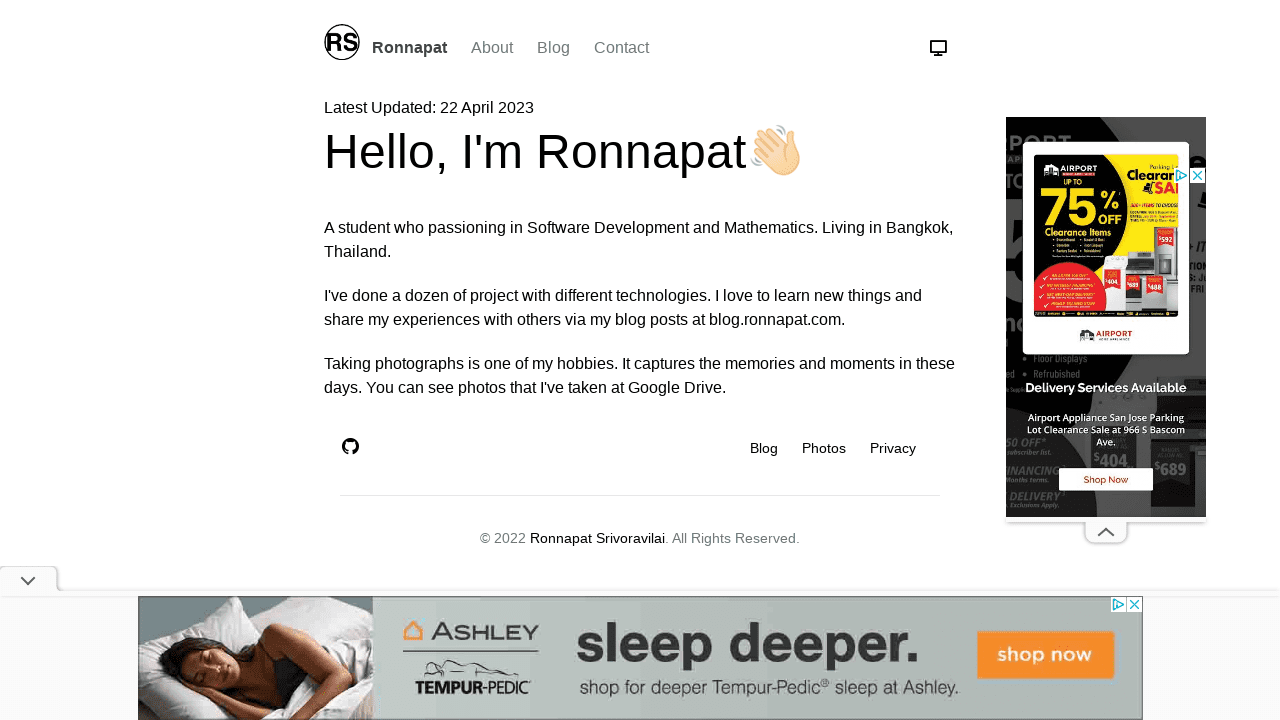 RS Ronnapat About Blog Contact
Latest Updated: 22 April 2023
Hello, I'm Ronnapat👋🏻
A student who passioning in Software Development and Mathematics. Living in Bangkok,
Thailand.
I've done a dozen of project with different technologies. I love to learn new things and
share my experiences with others via my blog posts at blog.ronnapat.com.
Taking photographs is one of my hobbies. It captures the memories and moments in these
days. You can see photos that I've taken at Google Drive.
Blog Photos Privacy
© 2022 Ronnapat Srivoravilai. All Rights Reserved.
AIRPORT
UP TO
75% OFF
Clearance Items
Parking L
Clearanc
SA
$592
$404
$689
$488
AIRPORT
HOME APPLIANCE
Floor Displays
Refurbished
Delivery Services Available
Airport Appliance San Jose Parking
Lot Clearance Sale at 966 S Bascom
Ave.
$404
$689
Shop Now
ASHLEY
TEMPUR-PEDIC®
sleep deeper.
shop for deeper Tempur-Pedic® sleep at Ashley.
shop now